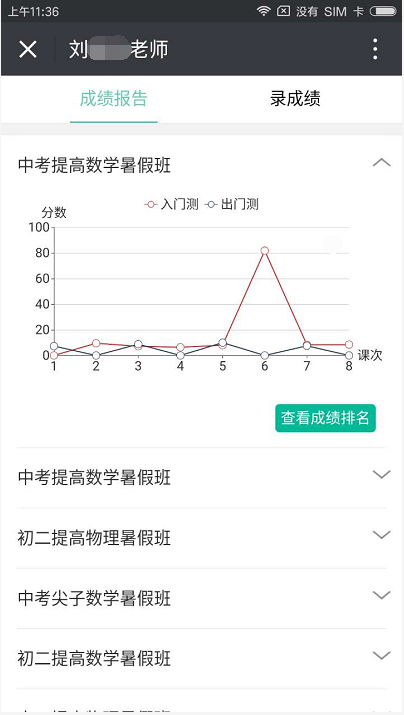 上午11:36 没有 SIM 卡
刘 老师
成绩报告 录成绩
中考提高数学暑假班
分数 入门测 出门测
100
80
60
40
20
0
1 2 3 4 5 6 7 8 课次
查看成绩排名
中考提高数学暑假班
初二提高物理暑假班
中考尖子数学暑假班
初二提高数学暑假班